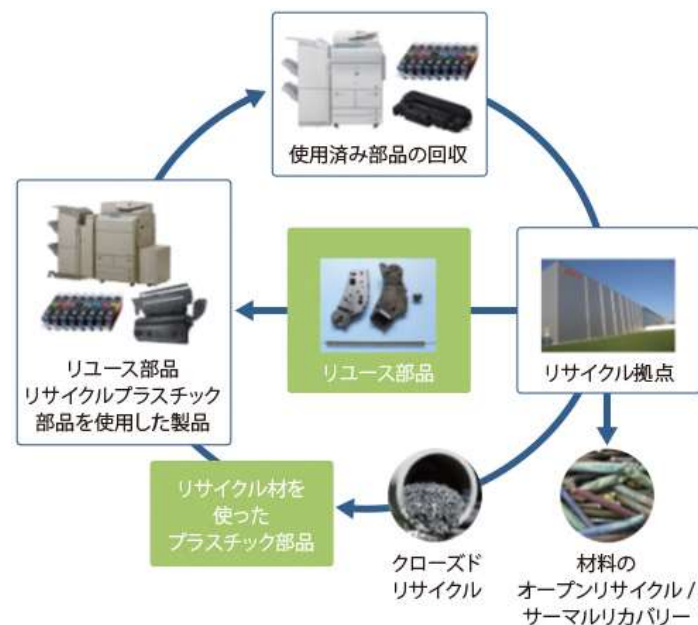 使用済み部品の回収
リユース部品
リサイクルプラスチック
部品を使用した製品
リユース部品
リサイクル拠点
リサイクル材を
使った
プラスチック部品
クローズド
リサイクル
材料の
オープンリサイクル /
サーマルリカバリー